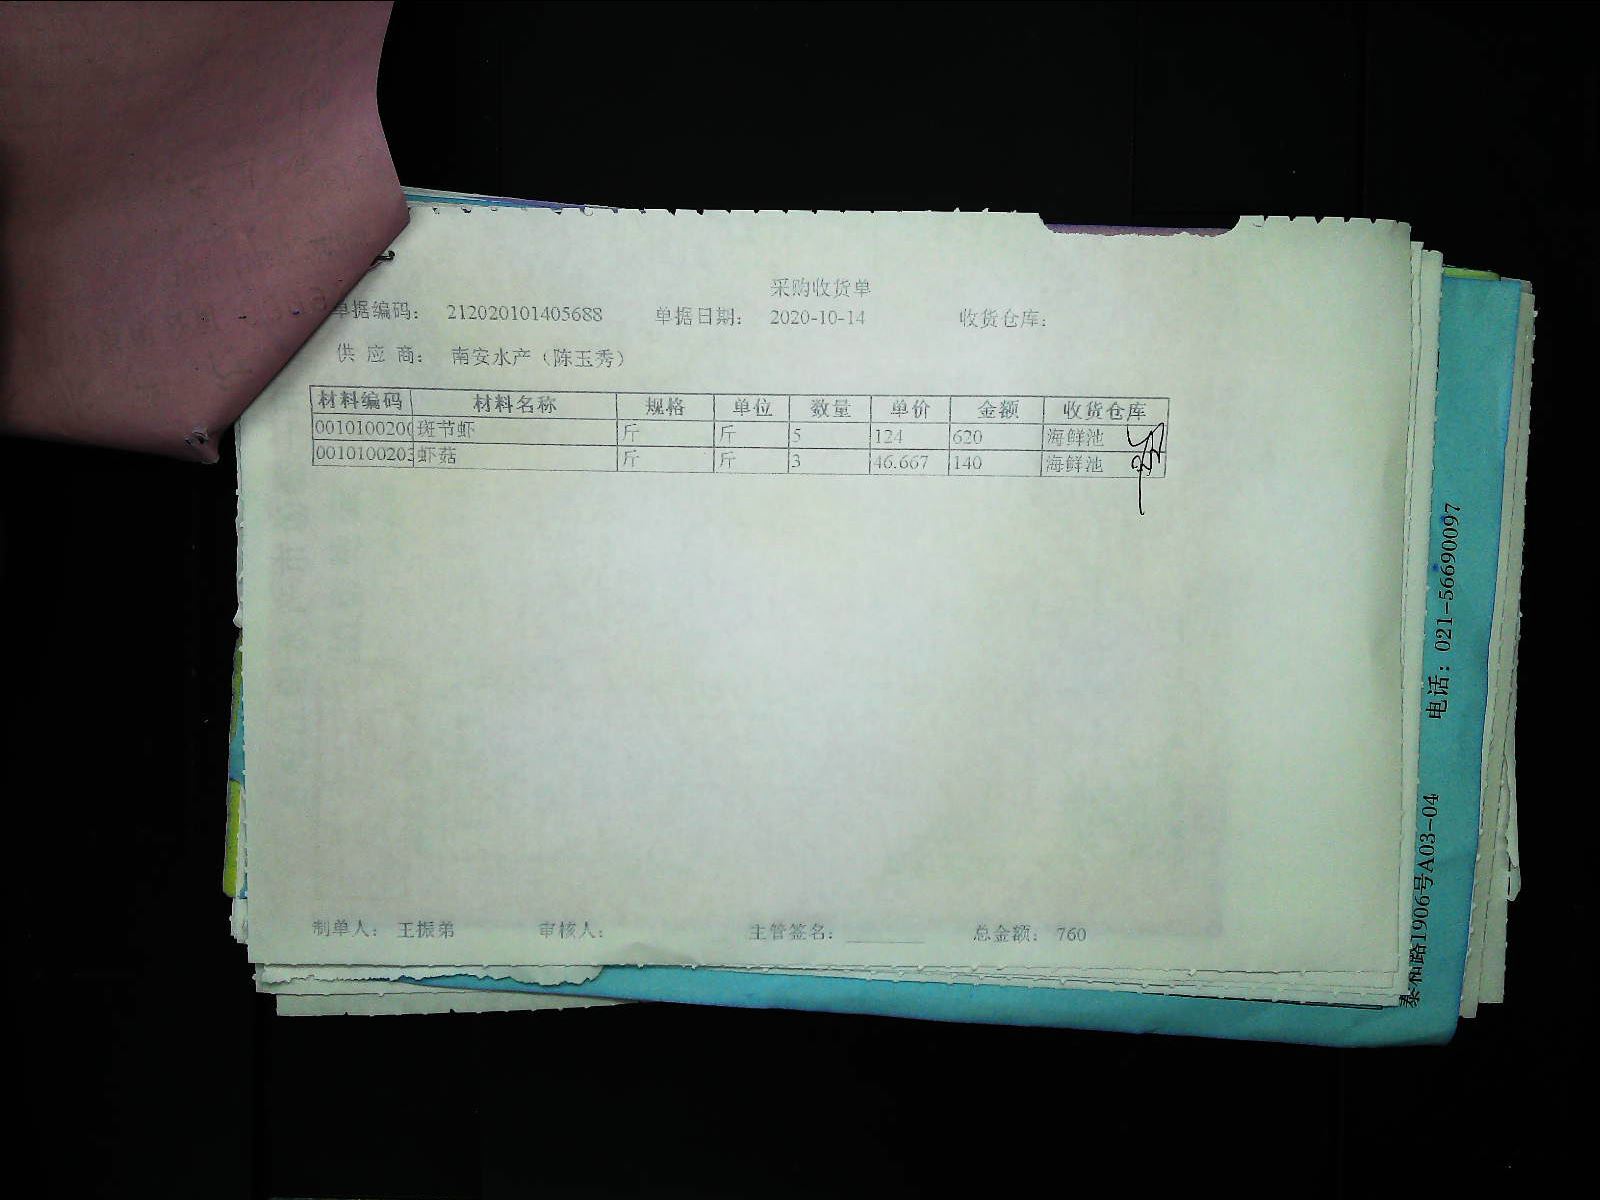 采购收货单
单据编码： 212020101405688 单据日期： 2020-10-14 收货仓库：
供 应 商： 南安水产（陈玉秀）
材料编码 材料名称 规格 单位 数量 单价 金额 收货仓库
0010100200 斑节虾 斤 斤 5 124 620 海鲜池
0010100203 虾菇 斤 斤 3 46.667 140 海鲜池
制单人： 王振弟 审核人： 主管签名： 总金额： 760
泰和路1906号A03-04 电话：021-56690097